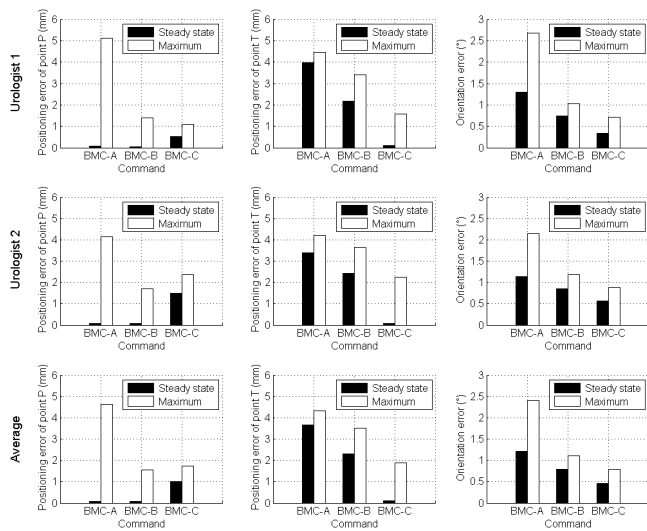 Urologist 1
Positioning error of point P (mm)
6
5
4
3
2
1
0
Steady state
Maximum
BMC-A BMC-B BMC-C
Command
Positioning error of point T (mm)
6
5
4
3
2
1
0
Steady state
Maximum
BMC-A BMC-B BMC-C
Command
Orientation error (°)
3
2.5
2
1.5
1
0.5
0
Steady state
Maximum
BMC-A BMC-B BMC-C
Command
Urologist 2
Positioning error of point P (mm)
6
5
4
3
2
1
0
Steady state
Maximum
BMC-A BMC-B BMC-C
Command
Positioning error of point T (mm)
6
5
4
3
2
1
0
Steady state
Maximum
BMC-A BMC-B BMC-C
Command
Orientation error (°)
3
2.5
2
1.5
1
0.5
0
Steady state
Maximum
BMC-A BMC-B BMC-C
Command
Average
Positioning error of point P (mm)
6
5
4
3
2
1
0
Steady state
Maximum
BMC-A BMC-B BMC-C
Command
Positioning error of point T (mm)
6
5
4
3
2
1
0
Steady state
Maximum
BMC-A BMC-B BMC-C
Command
Orientation error (°)
3
2.5
2
1.5
1
0.5
0
Steady state
Maximum
BMC-A BMC-B BMC-C
Command